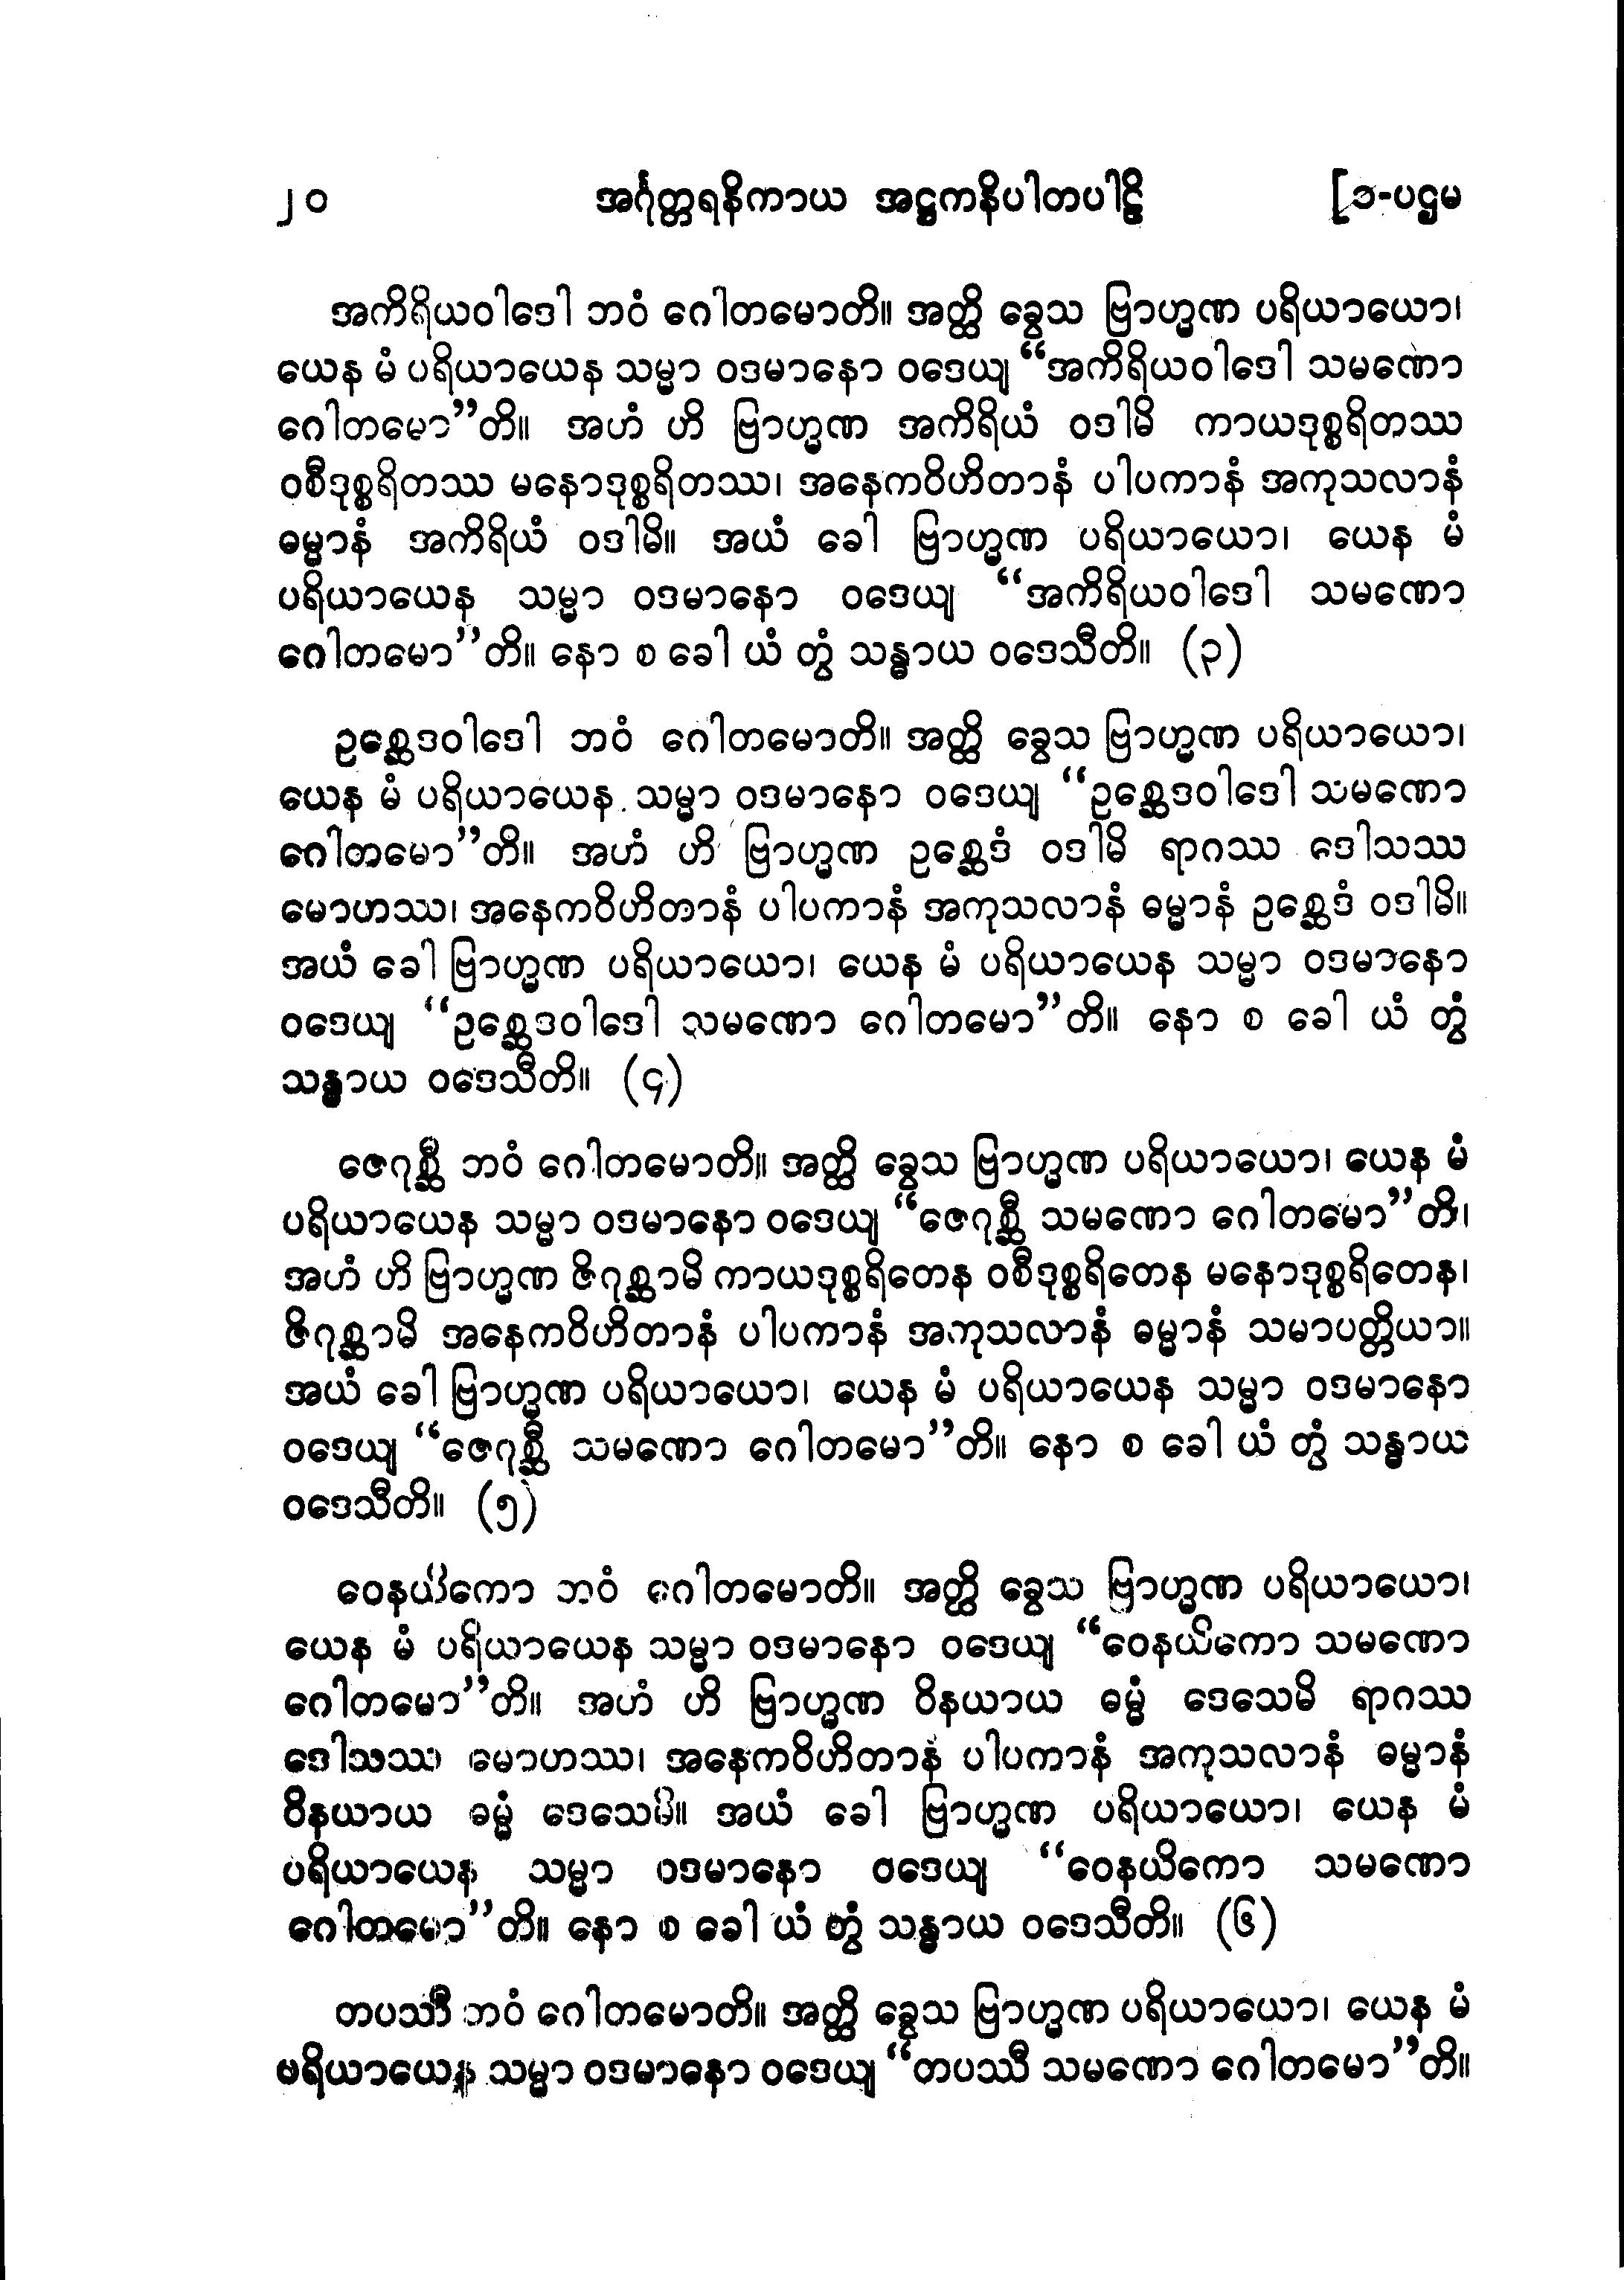 ၂၀ အင်္ဂုတ္တရနိကာယ အဋ္ဌကနိပါတပါဠိ [၁-ပဌမ
အကိရိယဝါဒေါ ဘဝံ ဂေါတမောတိ။ အတ္ထိ ခွေသ ဗြာဟ္မဏ ပရိယာယော၊
ယေန မံ ပရိယာယေန သမ္မာ ဝဒမာနော ဝဒေယျ “အကိရိယဝါဒေါ သမဏော
ဂေါတမော”တိ။ အဟံ ဟိ ဗြာဟ္မဏ အကိရိယံ ဝဒါမိ ကာယဒုစ္စရိတဿ
ဝစီဒုစ္စရိတဿ မနောဒုစ္စရိတဿ၊ အနေကဝိဟိတာနံ ပါပကာနံ အကုသလာနံ
ဓမ္မာနံ အကိရိယံ ဝဒါမိ။ အယံ ခေါ ဗြာဟ္မဏ ပရိယာယော၊ ယေန မံ
ပရိယာယေန သမ္မာ ဝဒမာနော ဝဒေယျ “အကိရိယဝါဒေါ သမဏော
ဂေါတမော”တိ။ နော စ ခေါ ယံ တွံ သန္ဓာယ ဝဒေသီတိ။ (၃)
ဥစ္ဆေဒဝါဒေါ ဘဝံ ဂေါတမောတိ။ အတ္ထိ ခွေသ ဗြာဟ္မဏ ပရိယာယော၊
ယေန မံ ပရိယာယေန သမ္မာ ဝဒမာနော ဝဒေယျ “ဥစ္ဆေဒဝါဒေါ သမဏော
ဂေါတမော”တိ။ အဟံ ဟိ ဗြာဟ္မဏ ဥစ္ဆေဒံ ဝဒါမိ ရာဂဿ ဒေါသဿ
မောဟဿ၊ အနေကဝိဟိတာနံ ပါပကာနံ အကုသလာနံ ဓမ္မာနံ ဥစ္ဆေဒံ ဝဒါမိ။
အယံ ခေါ ဗြာဟ္မဏ ပရိယာယော၊ ယေန မံ ပရိယာယေန သမ္မာ ဝဒမာနော
ဝဒေယျ “ဥစ္ဆေဒဝါဒေါ သမဏော ဂေါတမော”တိ။ နော စ ခေါ ယံ တွံ
သန္ဓာယ ဝဒေသီတိ။ (၄)
ဇေဂုစ္ဆီ ဘဝံ ဂေါတမောတိ။ အတ္ထိ ခွေသ ဗြာဟ္မဏ ပရိယာယော၊ ယေန မံ
ပရိယာယေန သမ္မာ ဝဒမာနော ဝဒေယျ “ဇေဂုစ္ဆီ သမဏော ဂေါတမော”တိ၊
အဟံ ဟိ ဗြာဟ္မဏ ဇိဂုစ္ဆာမိ ကာယဒုစ္စရိတေန ဝစီဒုစ္စရိတေန မနောဒုစ္စရိတေန၊
ဇိဂုစ္ဆာမိ အနေကဝိဟိတာနံ ပါပကာနံ အကုသလာနံ ဓမ္မာနံ သမာပတ္တိယာ။
အယံ ခေါ ဗြာဟ္မဏ ပရိယာယော၊ ယေန မံ ပရိယာယေန သမ္မာ ဝဒမာနော
ဝဒေယျ “ဇေဂုစ္ဆီ သမဏော ဂေါတမော”တိ။ နော စ ခေါ ယံ တွံ သန္ဓာယ
ဝဒေသီတိ။ (၅)
ဝေနယိကော ဘဝံ ဂေါတမောတိ။ အတ္ထိ ခွေသ ဗြာဟ္မဏ ပရိယာယော၊
ယေန မံ ပရိယာယေန သမ္မာ ဝဒမာနော ဝဒေယျ “ဝေနယိကော သမဏော
ဂေါတမော”တိ။ အဟံ ဟိ ဗြာဟ္မဏ ဝိနယာယ ဓမ္မံ ဒေသေမိ ရာဂဿ
ဒေါသဿ မောဟဿ၊ အနေကဝိဟိတာနံ ပါပကာနံ အကုသလာနံ ဓမ္မာနံ
ဝိနယာယ ဓမ္မံ ဒေသေမိ။ အယံ ခေါ ဗြာဟ္မဏ ပရိယာယော၊ ယေန မံ
ပရိယာယေန သမ္မာ ဝဒမာနော ဝဒေယျ “ဝေနယိကော သမဏော
ဂေါတမော”တိ။ နော စ ခေါ ယံ တွံ သန္ဓာယ ဝဒေသီတိ။ (၆)
တပဿီ ဘဝံ ဂေါတမောတိ။ အတ္ထိ ခွေသ ဗြာဟ္မဏ ပရိယာယော၊ ယေန မံ
ပရိယာယေန သမ္မာ ဝဒမာနော ဝဒေယျ “တပဿီ သမဏော ဂေါတမော”တိ။